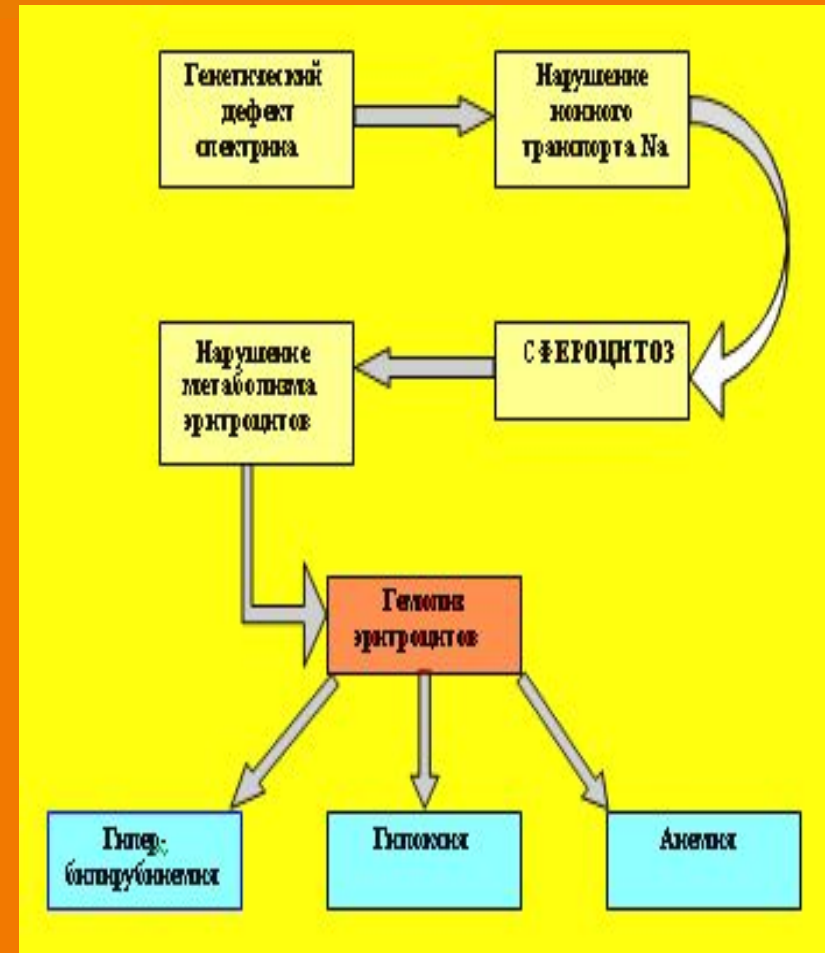 Генетический
дефект
спектрина
Нарушение
ионного
транспорта Na
СФЕРОЦИТОЗ
Нарушение
метаболизма
эритроцитов
Гемолиз
эритроцитов
Гипер-
билирубинемия
Гипоксия
Анемия